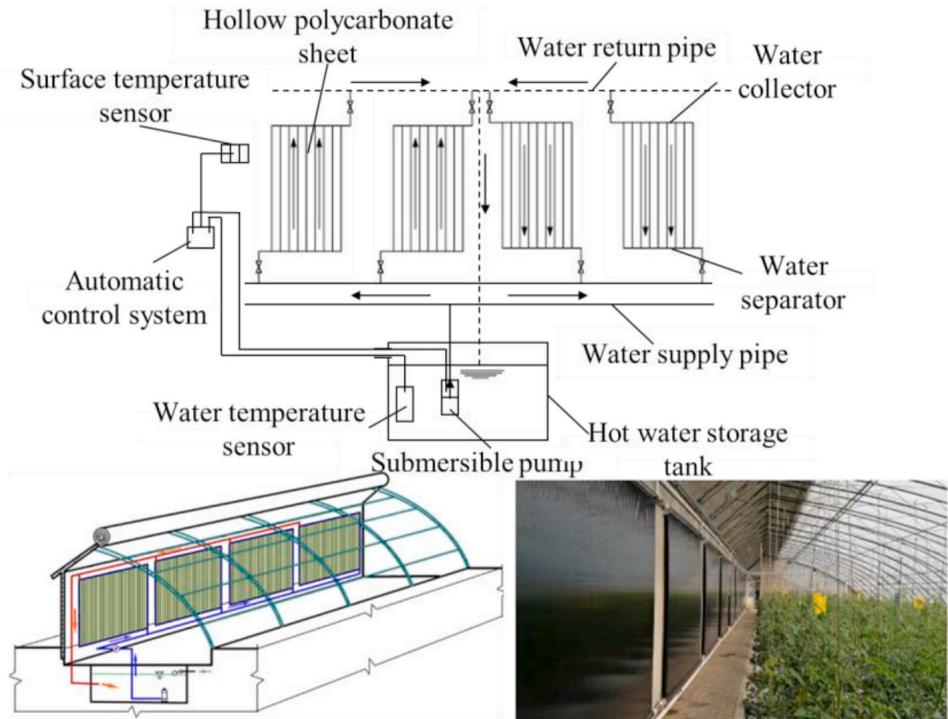 Hollow polycarbonate
sheet
Water return pipe
Water
collector
Surface temperature
sensor
Automatic
control system
Water
separator
Water supply pipe
Water temperature
sensor
Submersible pump
Hot water storage
tank